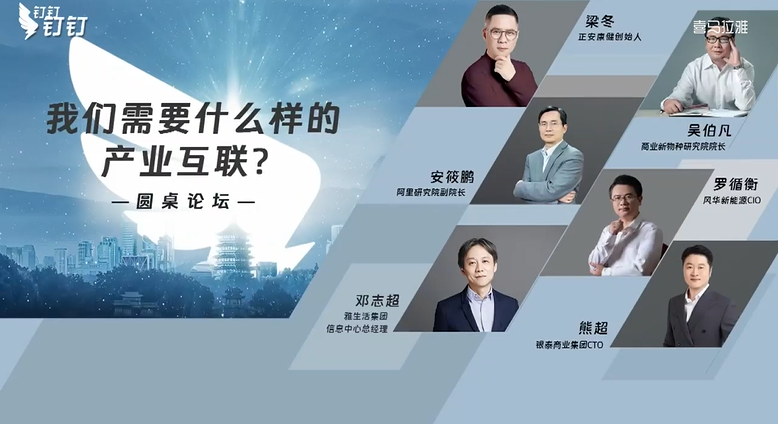 钉钉
钉钉
我们需要什么样的
产业互联?
—圆桌论坛—
梁冬
正安康健创始人
喜马拉雅
吴伯凡
商业新物种研究院院长
安筱鹏
阿里研究院副院长
罗循衡
风华新能源CIO
邓志超
雅生活集团
信息中心总经理
熊超
银泰商业集团CTO